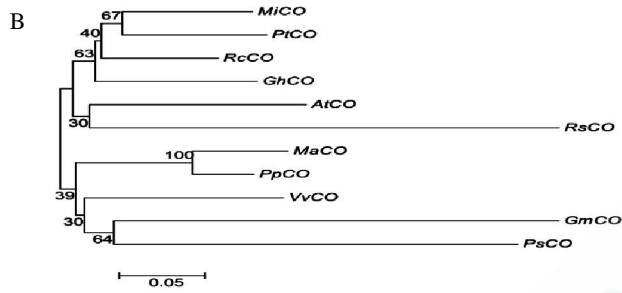 B
67 MiCO
40 PtCO
RcCO
63 GhCO
AtCO
30 RsCO
MaCO
100 PpCO
39 VvCO
30 GmCO
64 PsCO
0.05